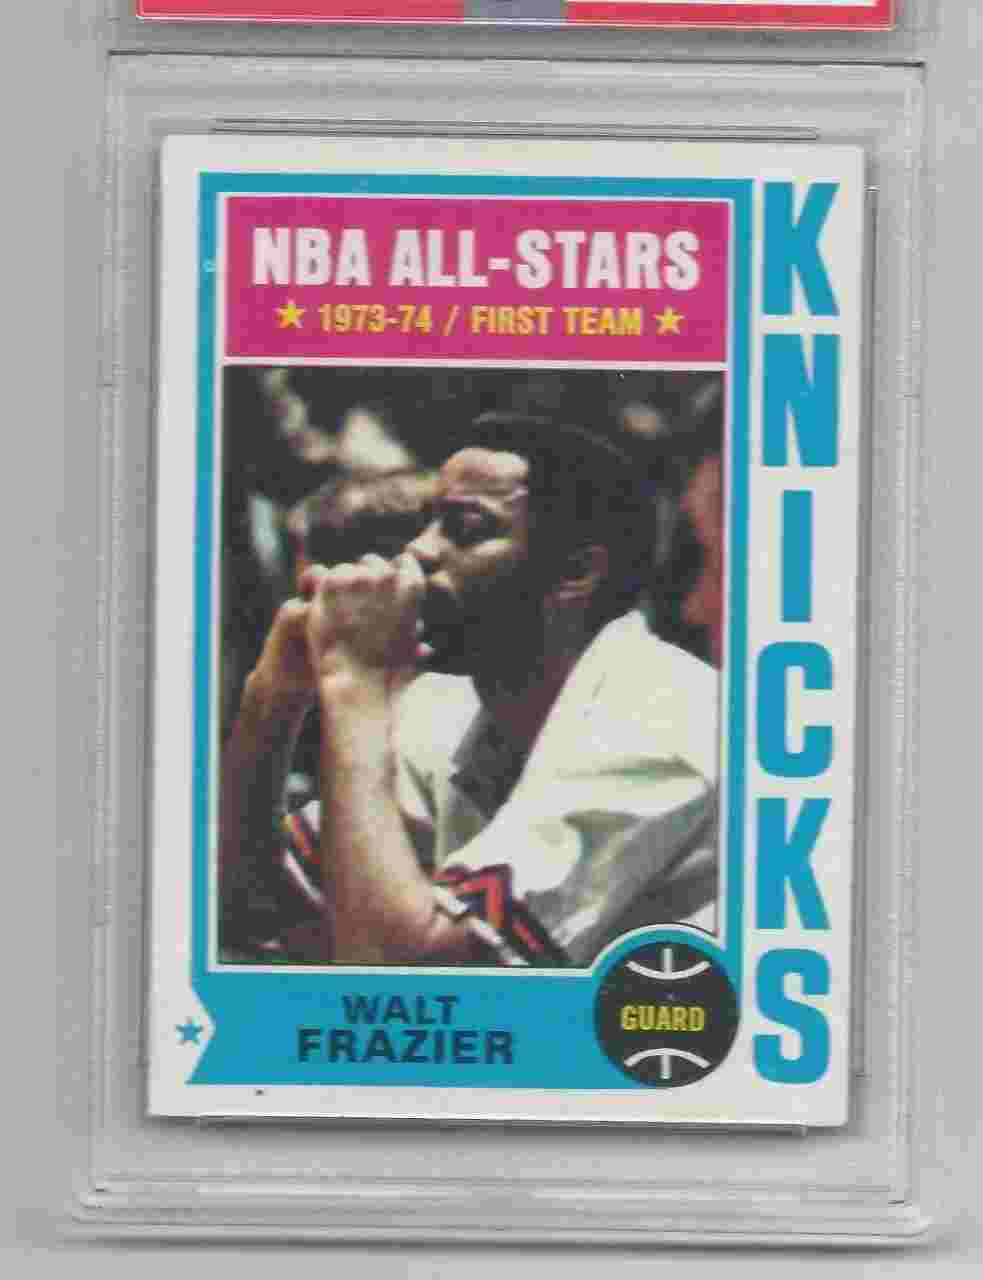 NBA ALL-STARS
★ 1973-74 / FIRST TEAM ★
KNICKS
WALT
FRAZIER
GUARD